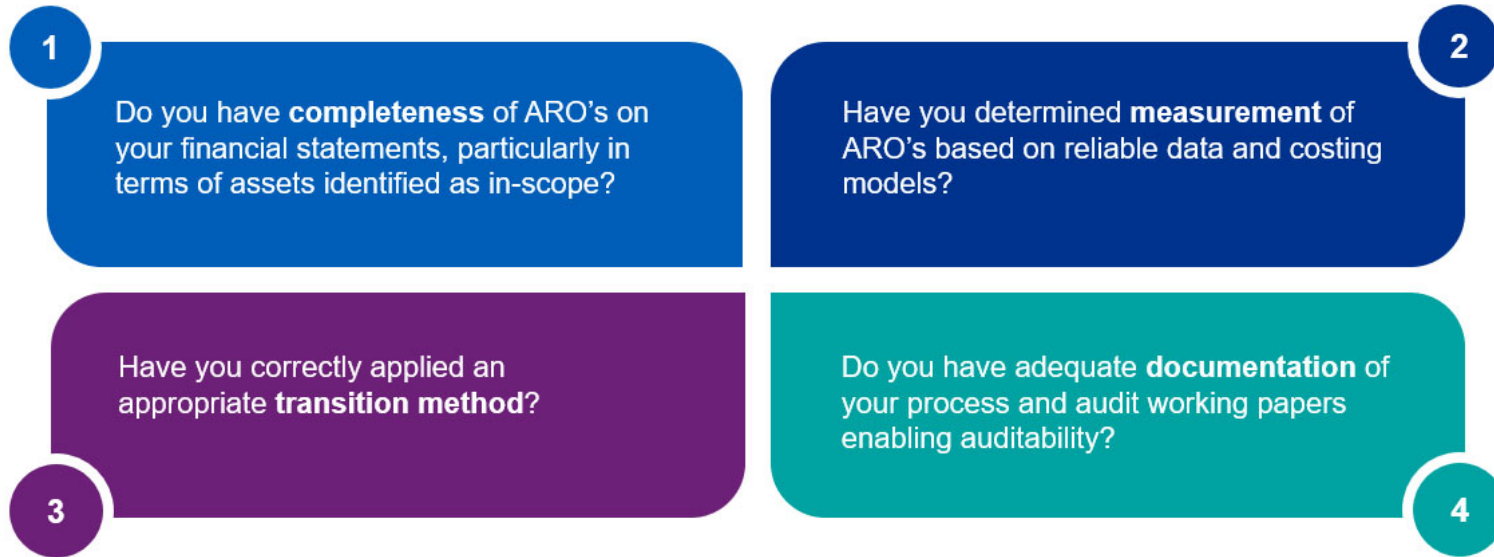 1
Do you have completeness of ARO’s on
your financial statements, particularly in
terms of assets identified as in-scope?
2
Have you determined measurement of
ARO’s based on reliable data and costing
models?
3
Have you correctly applied an
appropriate transition method?
4
Do you have adequate documentation of
your process and audit working papers
enabling auditability?